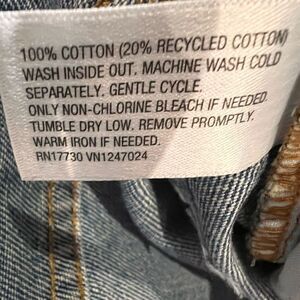 100% COTTON (20% RECYCLED COTTON)
WASH INSIDE OUT. MACHINE WASH COLD
SEPARATELY. GENTLE CYCLE.
ONLY NON-CHLORINE BLEACH IF NEEDED.
TUMBLE DRY LOW. REMOVE PROMPTLY.
WARM IRON IF NEEDED.
RN17730 VN1247024